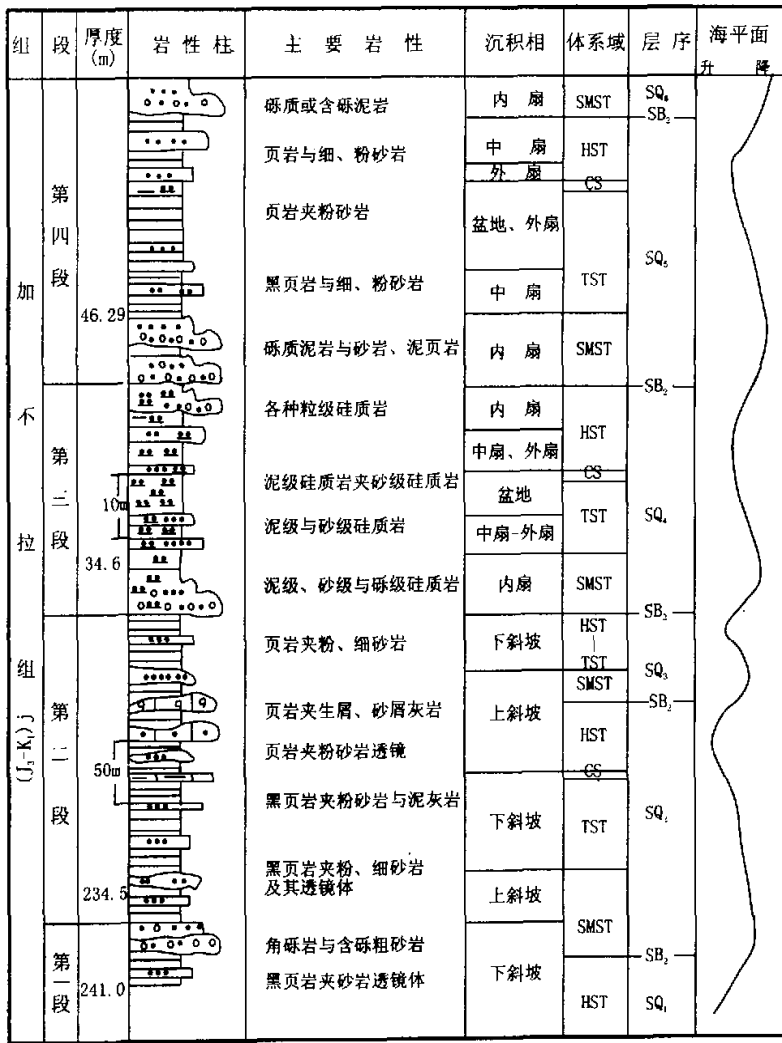 组 段 厚度(m) 岩性柱 主要岩性 沉积相 体系域 层序 海平面
升 降
加不拉组(J₃-K₁)j
第四段
46.29
第三段
10m
34.6
第二段
50m
234.5
第一段
241.0
砾质或含砾泥岩
页岩与细、粉砂岩
页岩夹粉砂岩
黑页岩与细、粉砂岩
砾质泥岩与砂岩、泥页岩
各种粒级硅质岩
泥级硅质岩夹砂级硅质岩
泥级与砂级硅质岩
泥级、砂级与砾级硅质岩
页岩夹粉、细砂岩
页岩夹生屑、砂屑灰岩
页岩夹粉砂岩透镜
黑页岩夹粉砂岩与泥灰岩
黑页岩夹粉、细砂岩
及其透镜体
角砾岩与含砾粗砂岩
黑页岩夹砂岩透镜体
内扇
中扇
外扇
盆地、外扇
中扇
内扇
内扇
中扇、外扇
盆地
中扇-外扇
内扇
下斜坡
上斜坡
下斜坡
上斜坡
下斜坡
SMST
HST
CS
TST
SMST
HST
CS
TST
SMST
HST
|
TST
SMST
HST
CS
TST
SMST
HST
SQ₆
SB₂
SQ₅
SB₂
SQ₄
SB₂
SQ₃
SB₂
SQ₂
SB₂
SQ₁